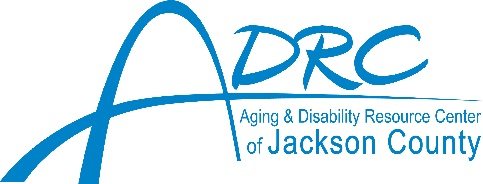 ADRC
Aging & Disability Resource Center
of Jackson County